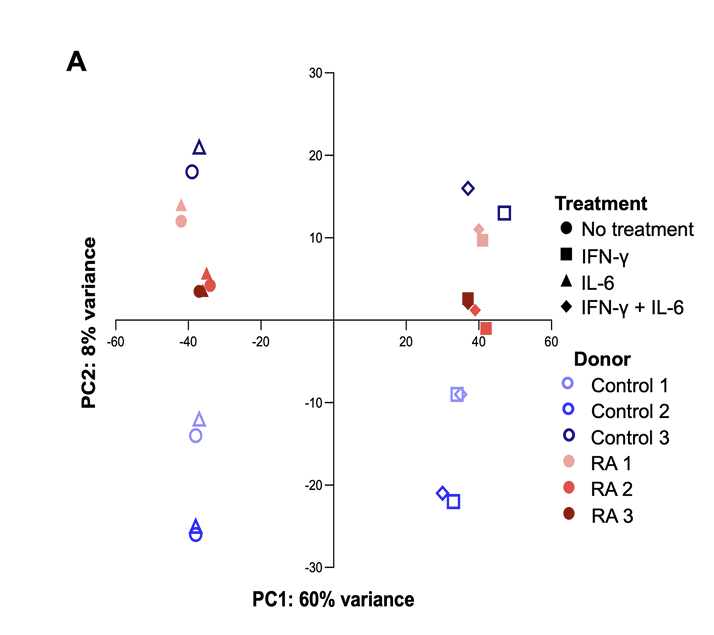 A
30
20
10
-60
-40
-20
20
40
60
-10
-20
-30
PC2: 8% variance
PC1: 60% variance
Treatment
No treatment
IFN-γ
IL-6
IFN-γ + IL-6
Donor
Control 1
Control 2
Control 3
RA 1
RA 2
RA 3